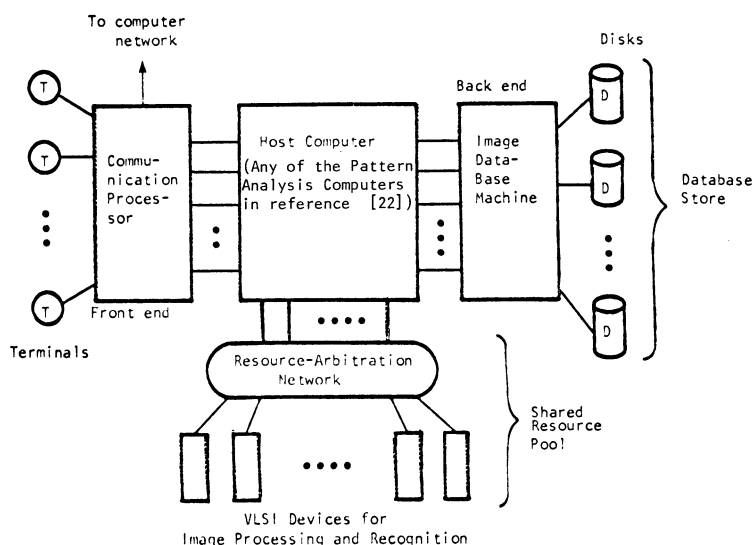 To computer
network
Disks
T
Back end
D
Host Computer
(Any of the Pattern
Analysis Computers
in reference [22])
Image
Data-
Base
Machine
T
Commu-
nication
Proces-
sor
D
Database
Store
T
Front end
D
Terminals
Resource-Arbitration
Network
Shared
Resource
Pool
VLSI Devices for
Image Processing and Recognition